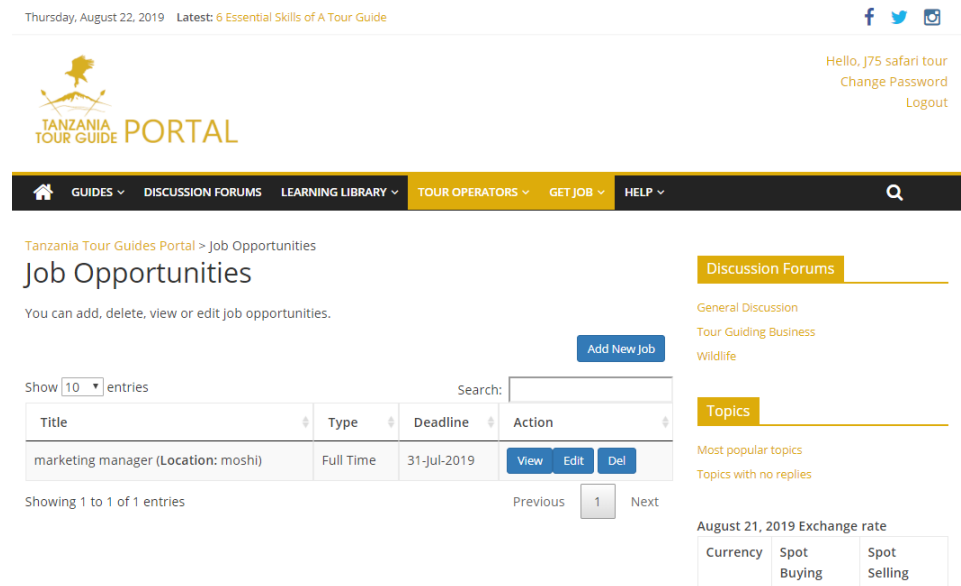 Thursday, August 22, 2019 Latest: 6 Essential Skills of A Tour Guide
Hello, J75 safari tour
Change Password
Logout
TANZANIA
TOUR GUIDE PORTAL
GUIDES DISCUSSION FORUMS LEARNING LIBRARY TOUR OPERATORS GET JOB HELP
Tanzania Tour Guides Portal > Job Opportunities
Job Opportunities
You can add, delete, view or edit job opportunities.
Add New Job
Show 10 entries Search:
Title Type Deadline Action
marketing manager (Location: moshi) Full Time 31-Jul-2019 View Edit Del
Showing 1 to 1 of 1 entries Previous 1 Next
Discussion Forums
General Discussion
Tour Guiding Business
Wildlife
Topics
Most popular topics
Topics with no replies
August 21, 2019 Exchange rate
Currency Spot Spot
Buying Selling